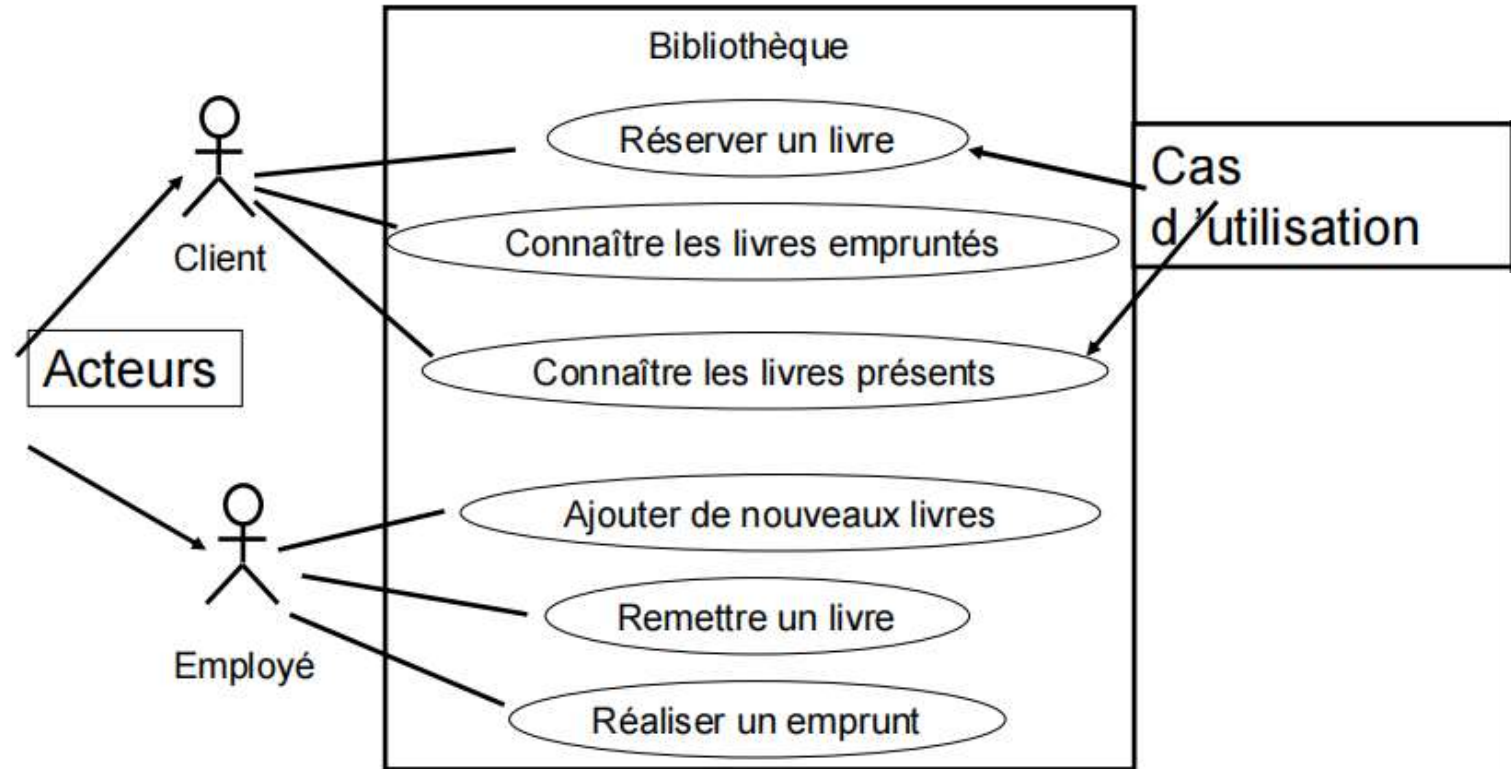 Bibliothèque
Réserver un livre
Cas
d'utilisation
Client
Connaître les livres empruntés
Acteurs
Connaître les livres présents
Ajouter de nouveaux livres
Remettre un livre
Employé
Réaliser un emprunt